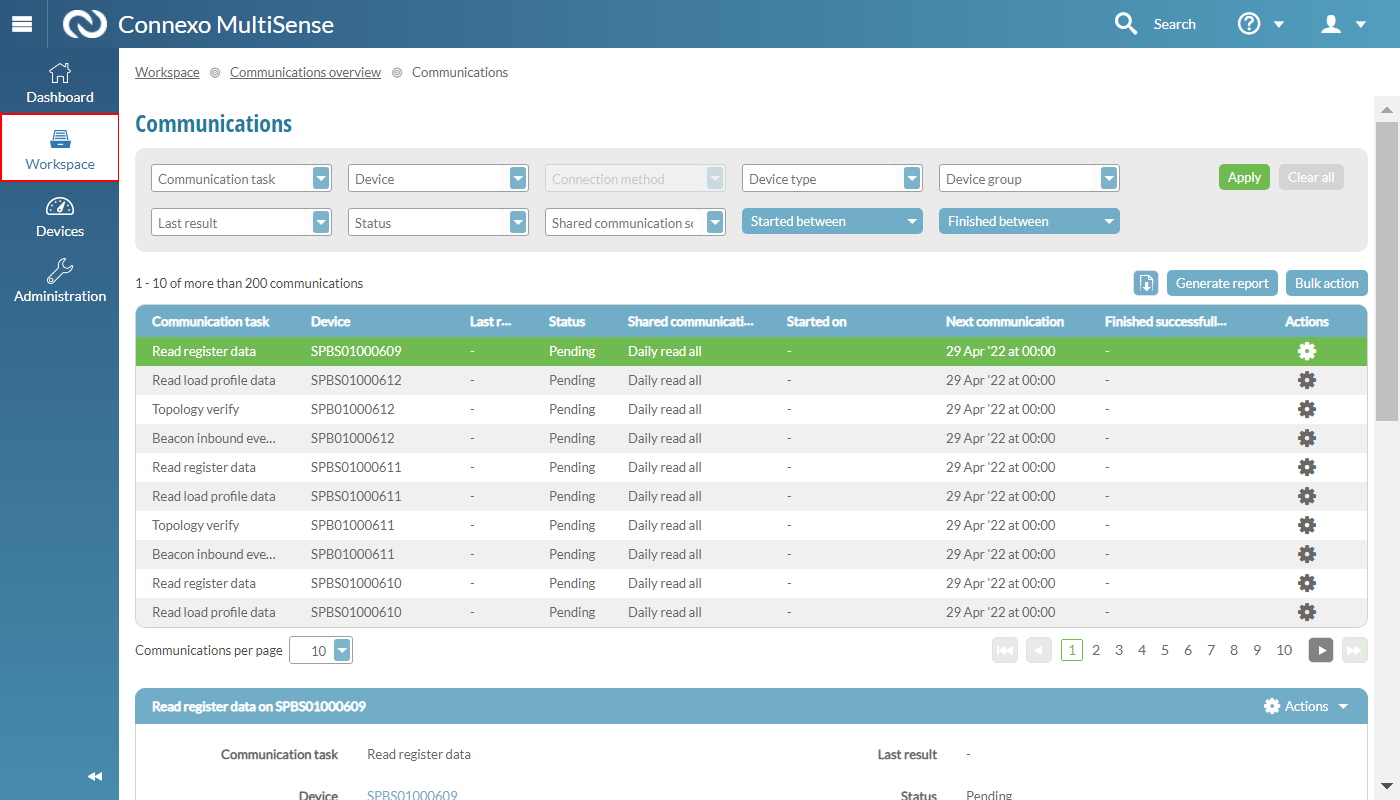 Connexo MultiSense
Search
Dashboard
Workspace
Devices
Administration
Workspace Communications overview Communications
Communications
Communication task Device Connection method Device type Device group Apply Clear all
Last result Status Shared communication sc Started between Finished between
1 - 10 of more than 200 communications Generate report Bulk action
Communication task Device Last r... Status Shared communicati... Started on Next communication Finished successfull... Actions
Read register data SPBS01000609 - Pending Daily read all - 29 Apr '22 at 00:00 -
Read load profile data SPBS01000612 - Pending Daily read all - 29 Apr '22 at 00:00 -
Topology verify SPB01000612 - Pending Daily read all - 29 Apr '22 at 00:00 -
Beacon inbound eve... SPB01000612 - Pending Daily read all - 29 Apr '22 at 00:00 -
Read register data SPBS01000611 - Pending Daily read all - 29 Apr '22 at 00:00 -
Read load profile data SPBS01000611 - Pending Daily read all - 29 Apr '22 at 00:00 -
Topology verify SPB01000611 - Pending Daily read all - 29 Apr '22 at 00:00 -
Beacon inbound eve... SPB01000611 - Pending Daily read all - 29 Apr '22 at 00:00 -
Read register data SPBS01000610 - Pending Daily read all - 29 Apr '22 at 00:00 -
Read load profile data SPBS01000610 - Pending Daily read all - 29 Apr '22 at 00:00 -
Communications per page 10 1 2 3 4 5 6 7 8 9 10
Read register data on SPBS01000609 Actions
Communication task Read register data Last result -
Device SPBS01000609 Status Pending